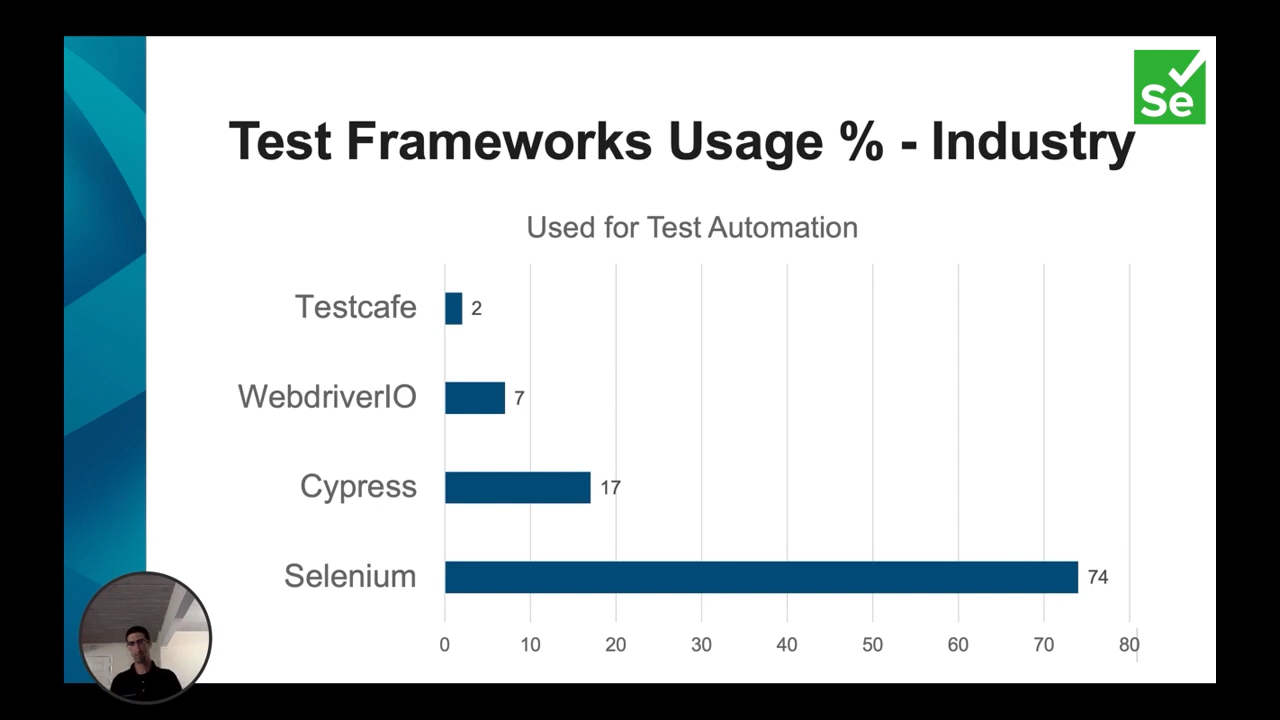 Se
Test Frameworks Usage % - Industry
Used for Test Automation
Testcafe 2
WebdriverIO 7
Cypress 17
Selenium 74
0 10 20 30 40 50 60 70 80